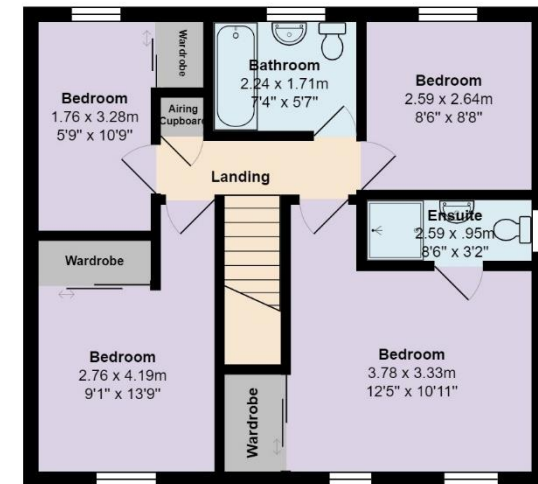 Bedroom
1.76 x 3.28m
5'9" x 10'9"
Wardrobe
Airing
Cupboard
Bathroom
2.24 x 1.71m
7'4" x 5'7"
Bedroom
2.59 x 2.64m
8'6" x 8'8"
Landing
Ensuite
2.59 x .95m
8'6" x 3'2"
Wardrobe
Bedroom
2.76 x 4.19m
9'1" x 13'9"
Wardrobe
Bedroom
3.78 x 3.33m
12'5" x 10'11"